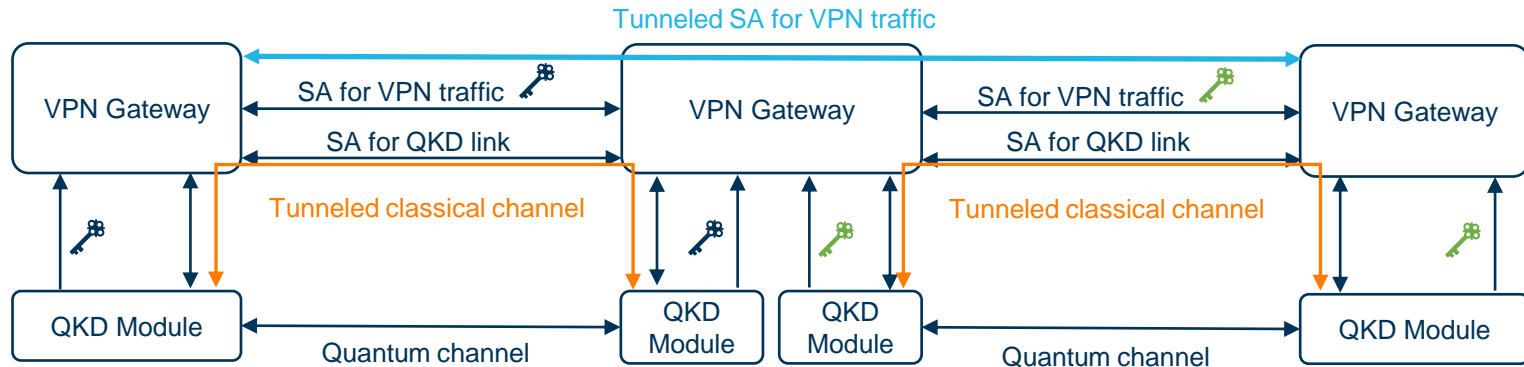 Tunneled SA for VPN traffic
VPN Gateway
SA for VPN traffic
SA for QKD link
VPN Gateway
SA for VPN traffic
SA for QKD link
VPN Gateway
Tunneled classical channel
Tunneled classical channel
QKD Module
Quantum channel
QKD
Module
QKD
Module
Quantum channel
QKD Module